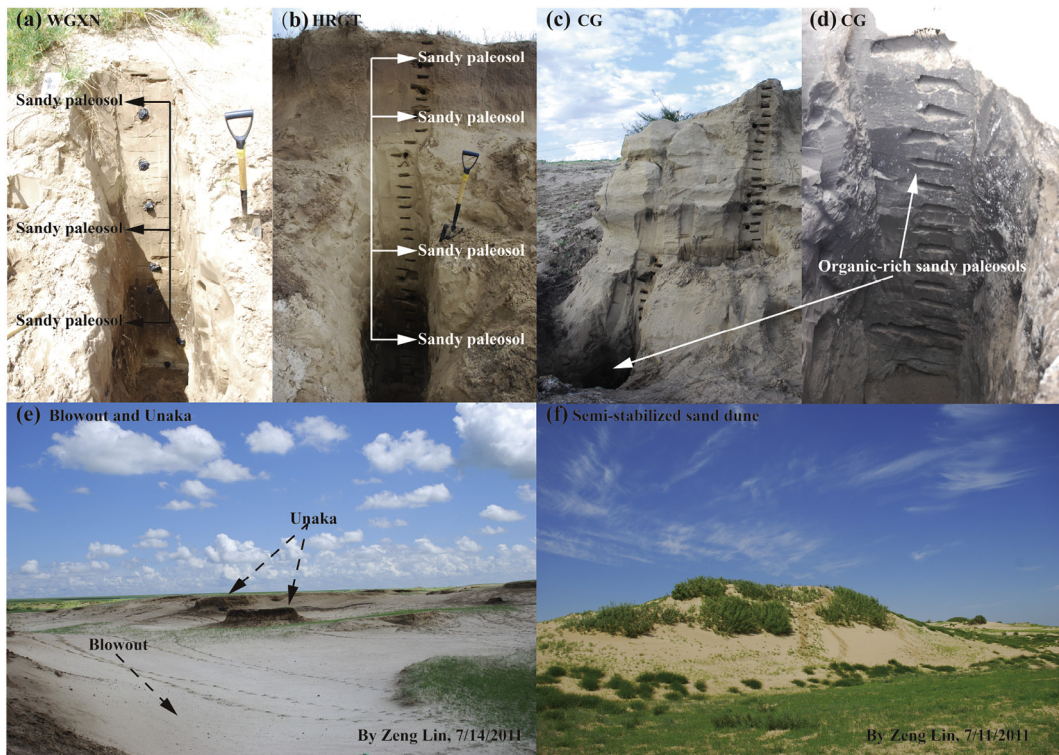 (a) WGXN
Sandy paleosol
Sandy paleosol
Sandy paleosol
(b) HRGT
Sandy paleosol
Sandy paleosol
Sandy paleosol
Sandy paleosol
(c) CG
(d) CG
Organic-rich sandy paleosols
(e) Blowout and Unaka
Unaka
Blowout
By Zeng Lin, 7/14/2011
(f) Semi-stabilized sand dune
By Zeng Lin, 7/11/2011